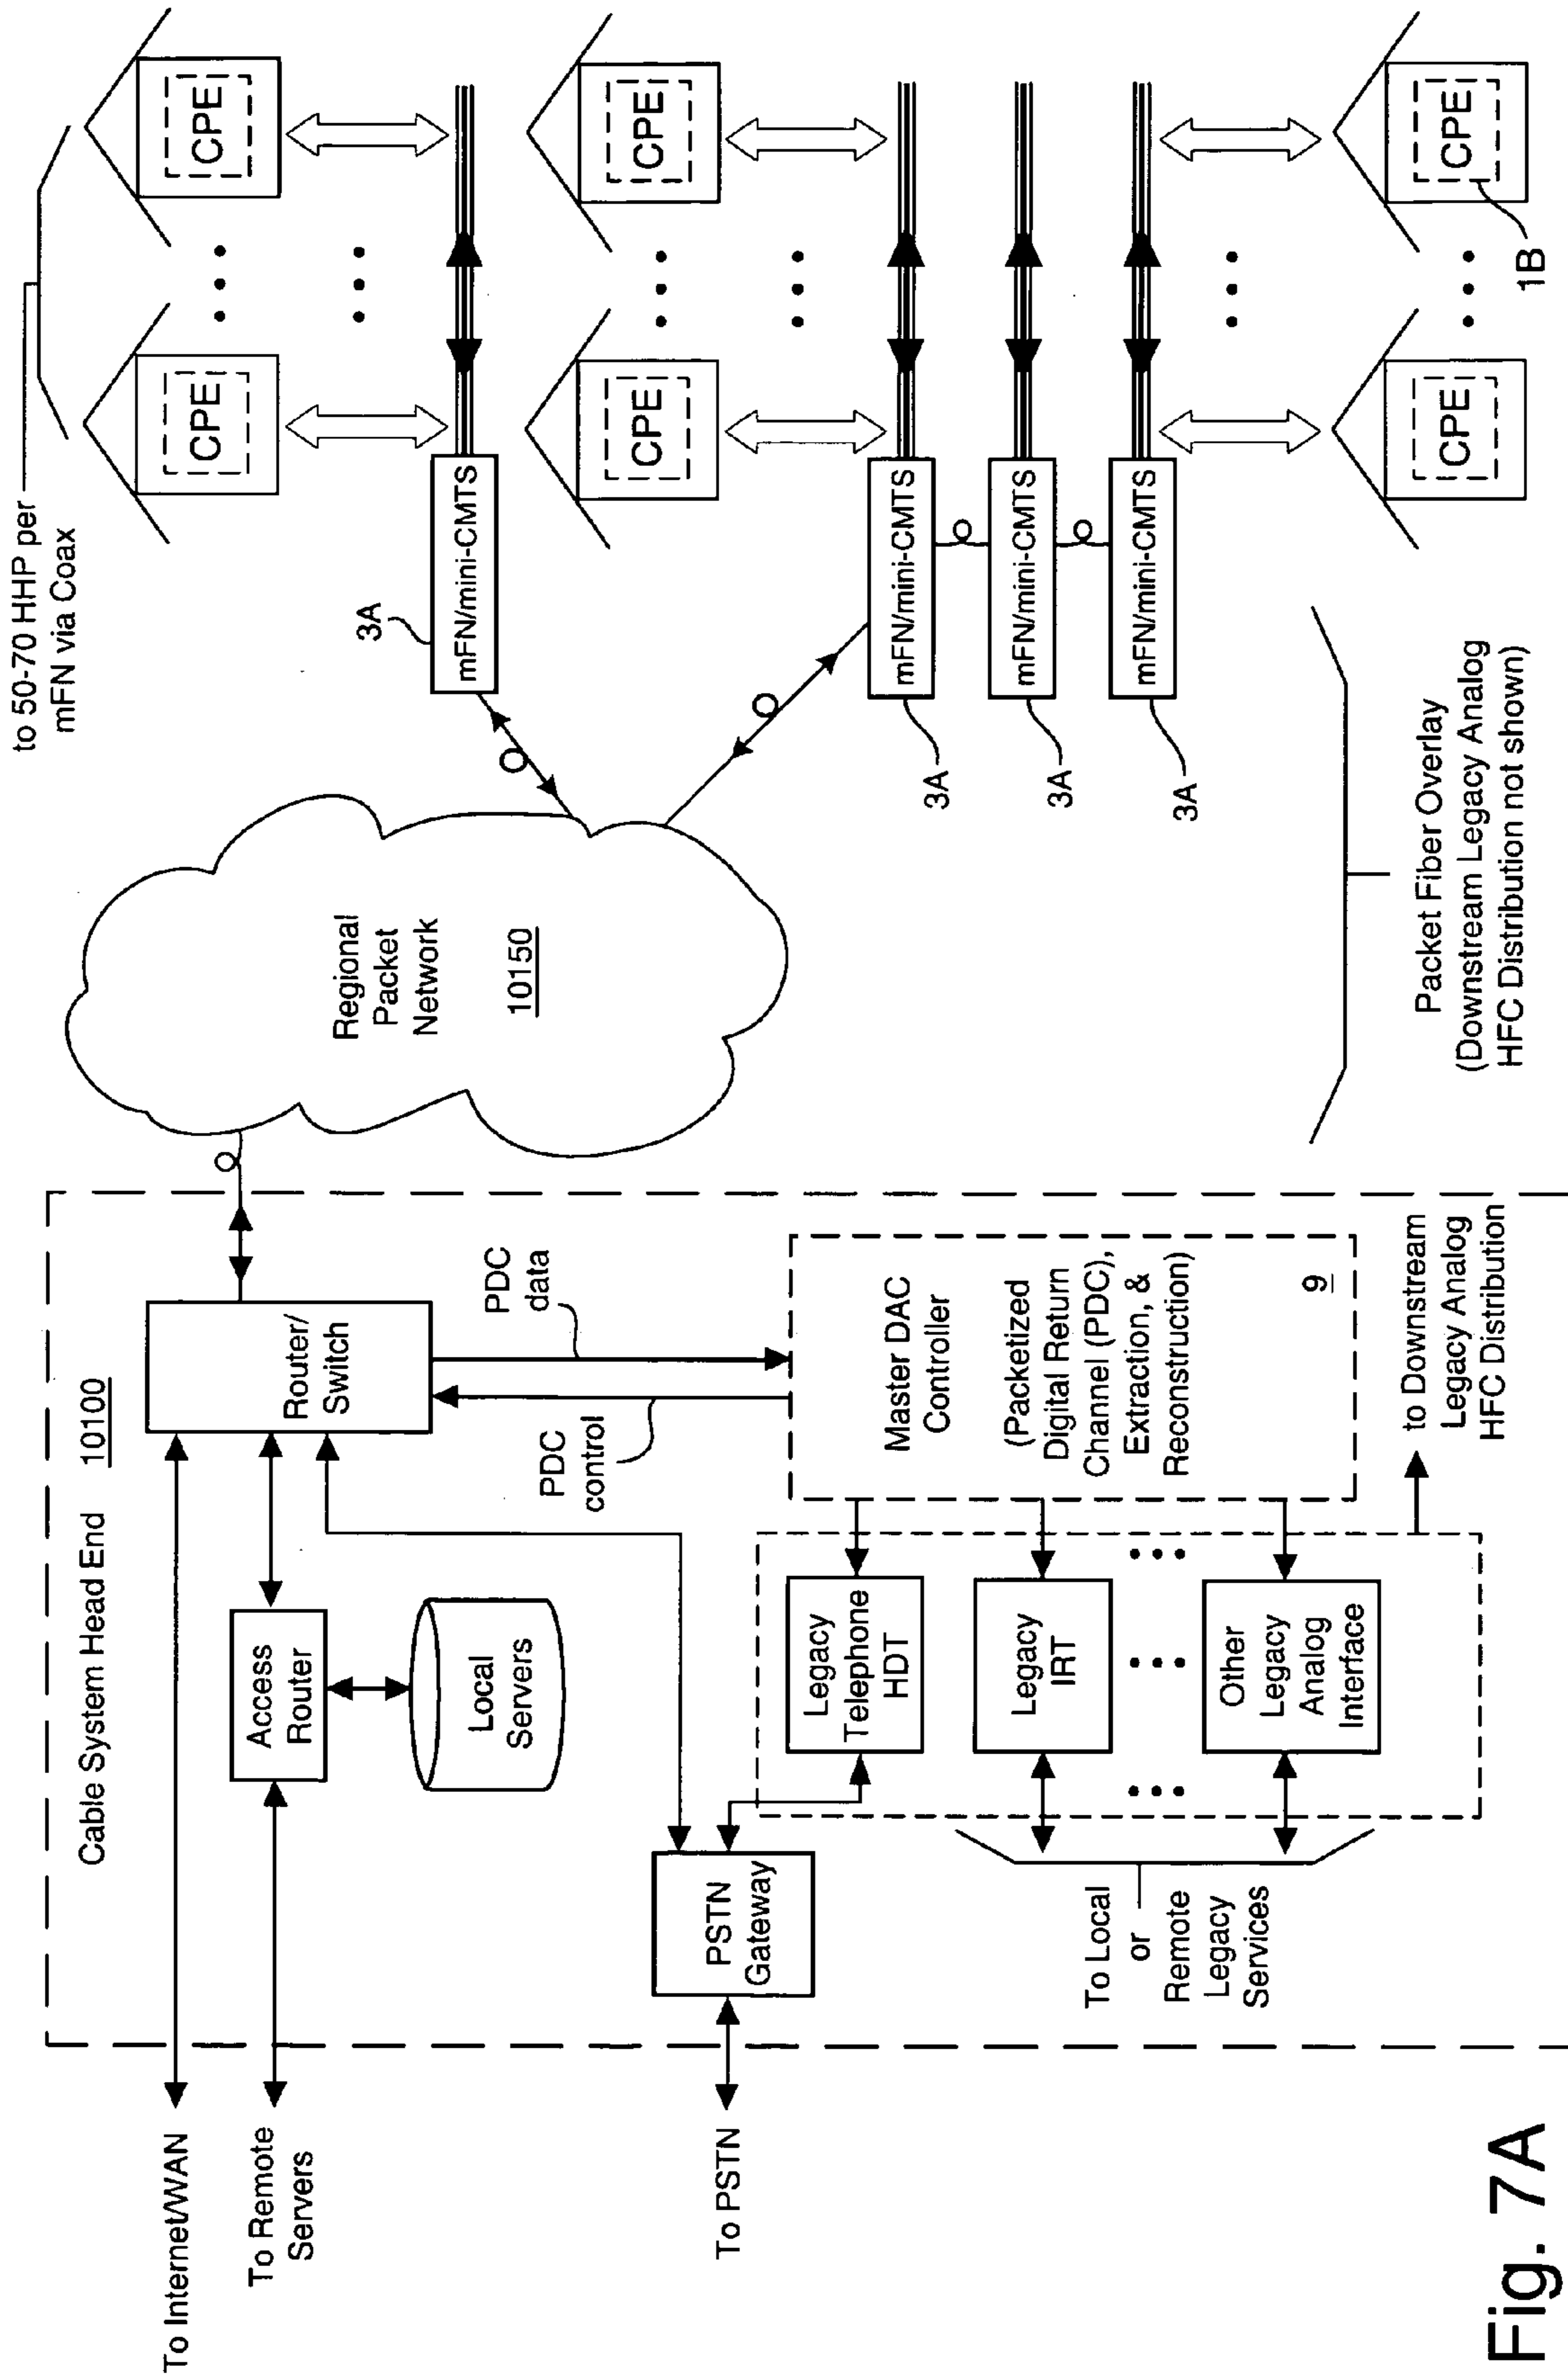 to 50-70 HHP per
mFN via Coax
CPE
CPE
3A
mFN/mini-CMTS
CPE
CPE
mFN/mini-CMTS
mFN/mini-CMTS
mFN/mini-CMTS
3A
3A
3A
CPE
CPE
1B
Regional
Packet
Network
10150
Packet Fiber Overlay
(Downstream Legacy Analog
HFC Distribution not shown)
Cable System Head End
10100
Router/
Switch
Access
Router
Local
Servers
PDC
data
PDC
control
Master DAC
Controller
(Packetized
Digital Return
Channel (PDC),
Extraction, &
Reconstruction)
9
PSTN
Gateway
Legacy
Telephone
HDT
Legacy
IRT
Other
Legacy
Analog
Interface
to Downstream
Legacy Analog
HFC Distribution
To Local
or
Remote
Legacy
Services
To Internet/WAN
To Remote
Servers
To PSTN
Fig. 7A